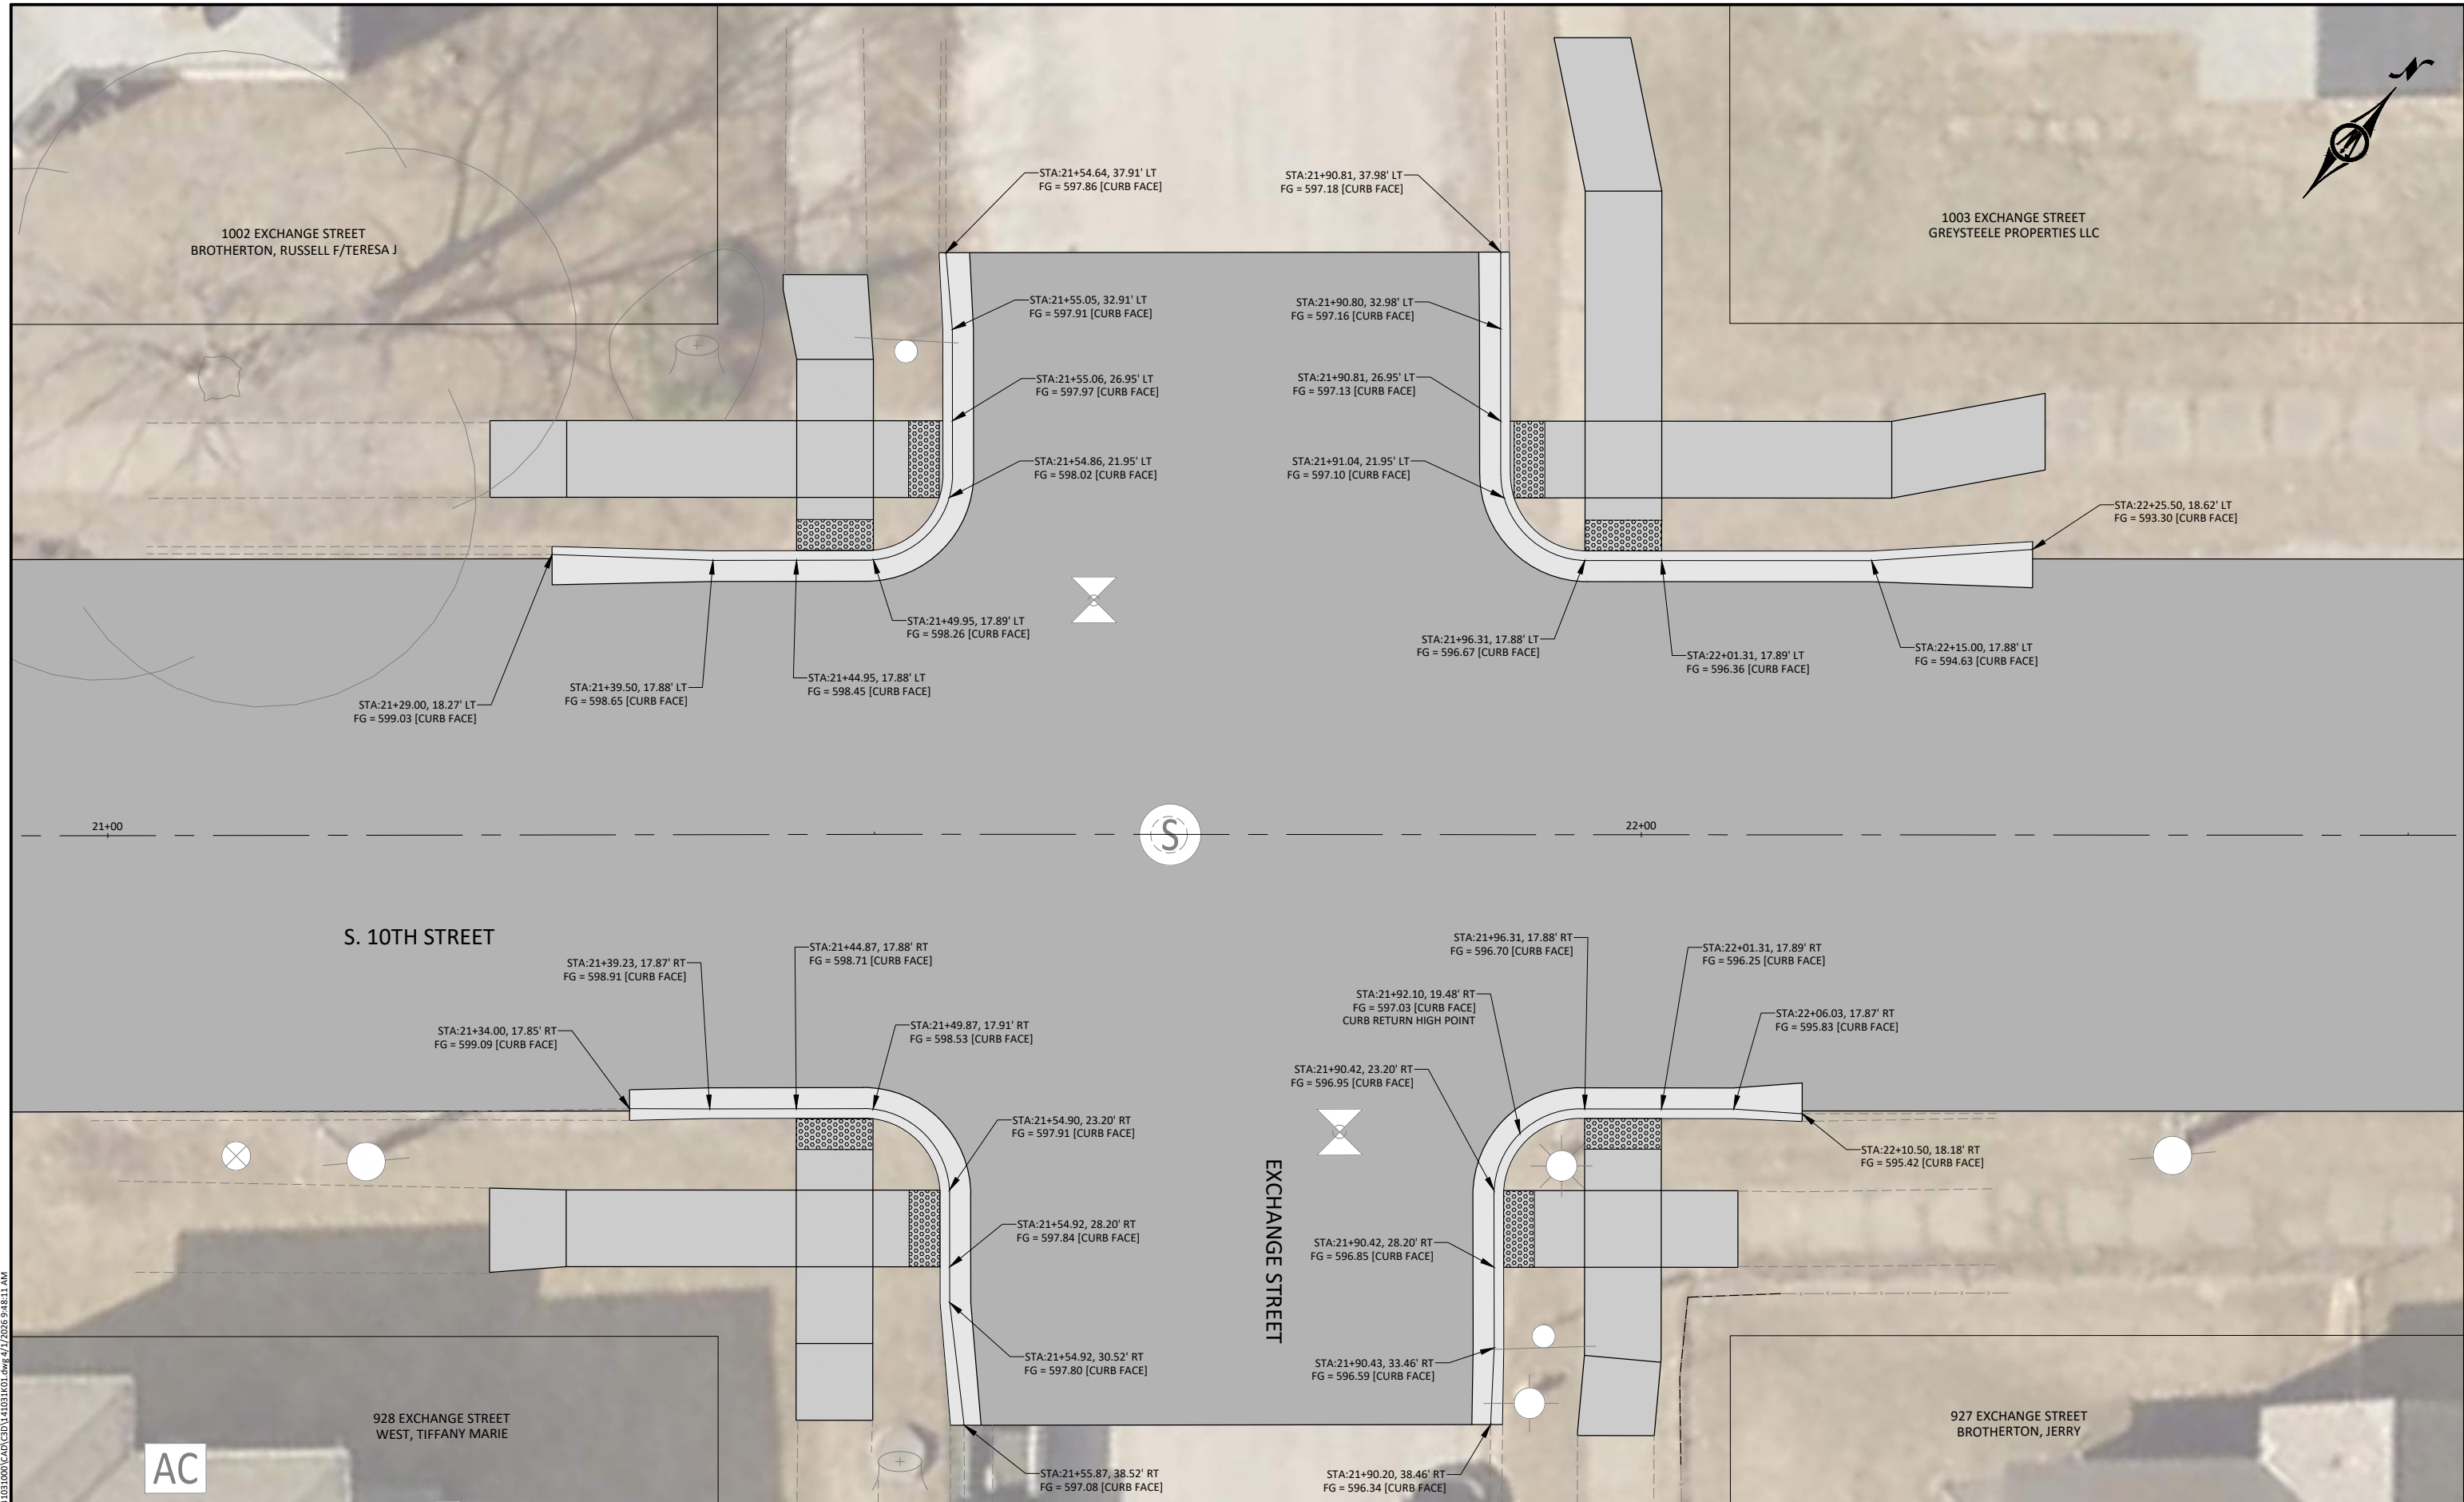 N
STA:21+54.64, 37.91' LT
FG = 597.86 [CURB FACE]
STA:21+90.81, 37.98' LT
FG = 597.18 [CURB FACE]
1002 EXCHANGE STREET
BROTHERTON, RUSSELL F/TERESA J
1003 EXCHANGE STREET
GREYSTEELE PROPERTIES LLC
STA:21+55.05, 32.91' LT
FG = 597.91 [CURB FACE]
STA:21+90.80, 32.98' LT
FG = 597.16 [CURB FACE]
STA:21+55.06, 26.95' LT
FG = 597.97 [CURB FACE]
STA:21+90.81, 26.95' LT
FG = 597.13 [CURB FACE]
STA:21+54.86, 21.95' LT
FG = 598.02 [CURB FACE]
STA:21+91.04, 21.95' LT
FG = 597.10 [CURB FACE]
STA:22+25.50, 18.62' LT
FG = 593.30 [CURB FACE]
STA:21+49.95, 17.89' LT
FG = 598.26 [CURB FACE]
STA:21+96.31, 17.88' LT
FG = 596.67 [CURB FACE]
STA:22+01.31, 17.89' LT
FG = 596.36 [CURB FACE]
STA:22+15.00, 17.88' LT
FG = 594.63 [CURB FACE]
STA:21+44.95, 17.88' LT
FG = 598.45 [CURB FACE]
STA:21+39.50, 17.88' LT
FG = 598.65 [CURB FACE]
STA:21+29.00, 18.27' LT
FG = 599.03 [CURB FACE]
21+00
S
22+00
S. 10TH STREET
STA:21+44.87, 17.88' RT
FG = 598.71 [CURB FACE]
STA:21+39.23, 17.87' RT
FG = 598.91 [CURB FACE]
STA:21+96.31, 17.88' RT
FG = 596.70 [CURB FACE]
STA:22+01.31, 17.89' RT
FG = 596.25 [CURB FACE]
STA:21+92.10, 19.48' RT
FG = 597.03 [CURB FACE]
CURB RETURN HIGH POINT
STA:22+06.03, 17.87' RT
FG = 595.83 [CURB FACE]
STA:21+34.00, 17.85' RT
FG = 599.09 [CURB FACE]
STA:21+49.87, 17.91' RT
FG = 598.53 [CURB FACE]
STA:21+90.42, 23.20' RT
FG = 596.95 [CURB FACE]
STA:21+54.90, 23.20' RT
FG = 597.91 [CURB FACE]
STA:22+10.50, 18.18' RT
FG = 595.42 [CURB FACE]
EXCHANGE STREET
STA:21+54.92, 28.20' RT
FG = 597.84 [CURB FACE]
STA:21+90.42, 28.20' RT
FG = 596.85 [CURB FACE]
STA:21+54.92, 30.52' RT
FG = 597.80 [CURB FACE]
STA:21+90.43, 33.46' RT
FG = 596.59 [CURB FACE]
928 EXCHANGE STREET
WEST, TIFFANY MARIE
927 EXCHANGE STREET
BROTHERTON, JERRY
AC
STA:21+55.87, 38.52' RT
FG = 597.08 [CURB FACE]
STA:21+90.20, 38.46' RT
FG = 596.34 [CURB FACE]
41031000\CAD\C3D\141031K01.dwg 4/1/2026 9:48:11 AM